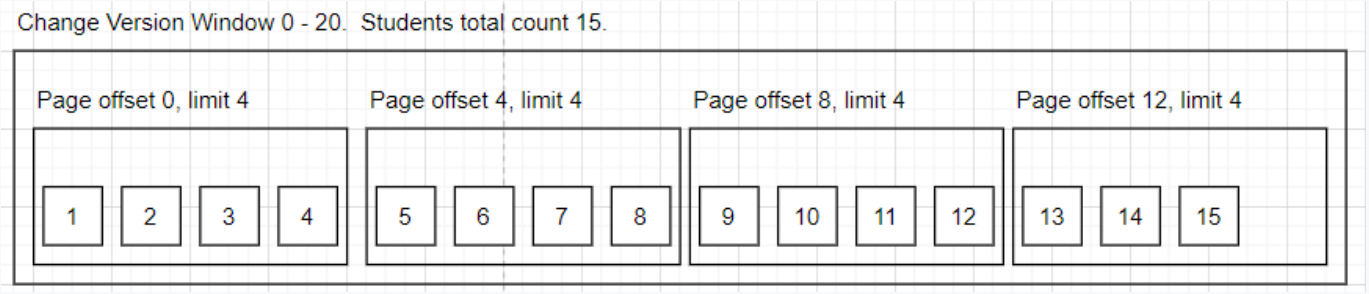 Change Version Window 0 - 20.  Students total count 15.
Page offset 0, limit 4 Page offset 4, limit 4 Page offset 8, limit 4 Page offset 12, limit 4
1 2 3 4 5 6 7 8 9 10 11 12 13 14 15